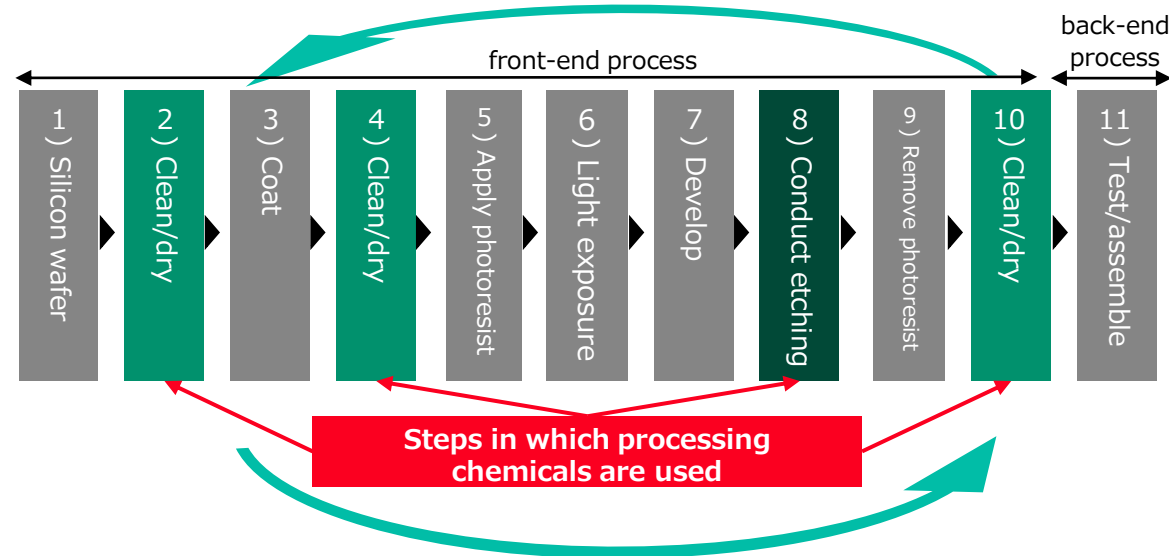 front-end process
back-end
process
1) Silicon wafer
2) Clean/dry
3) Coat
4) Clean/dry
5) Apply photoresist
6) Light exposure
7) Develop
8) Conduct etching
9) Remove photoresist
10) Clean/dry
11) Test/assemble
Steps in which processing
chemicals are used